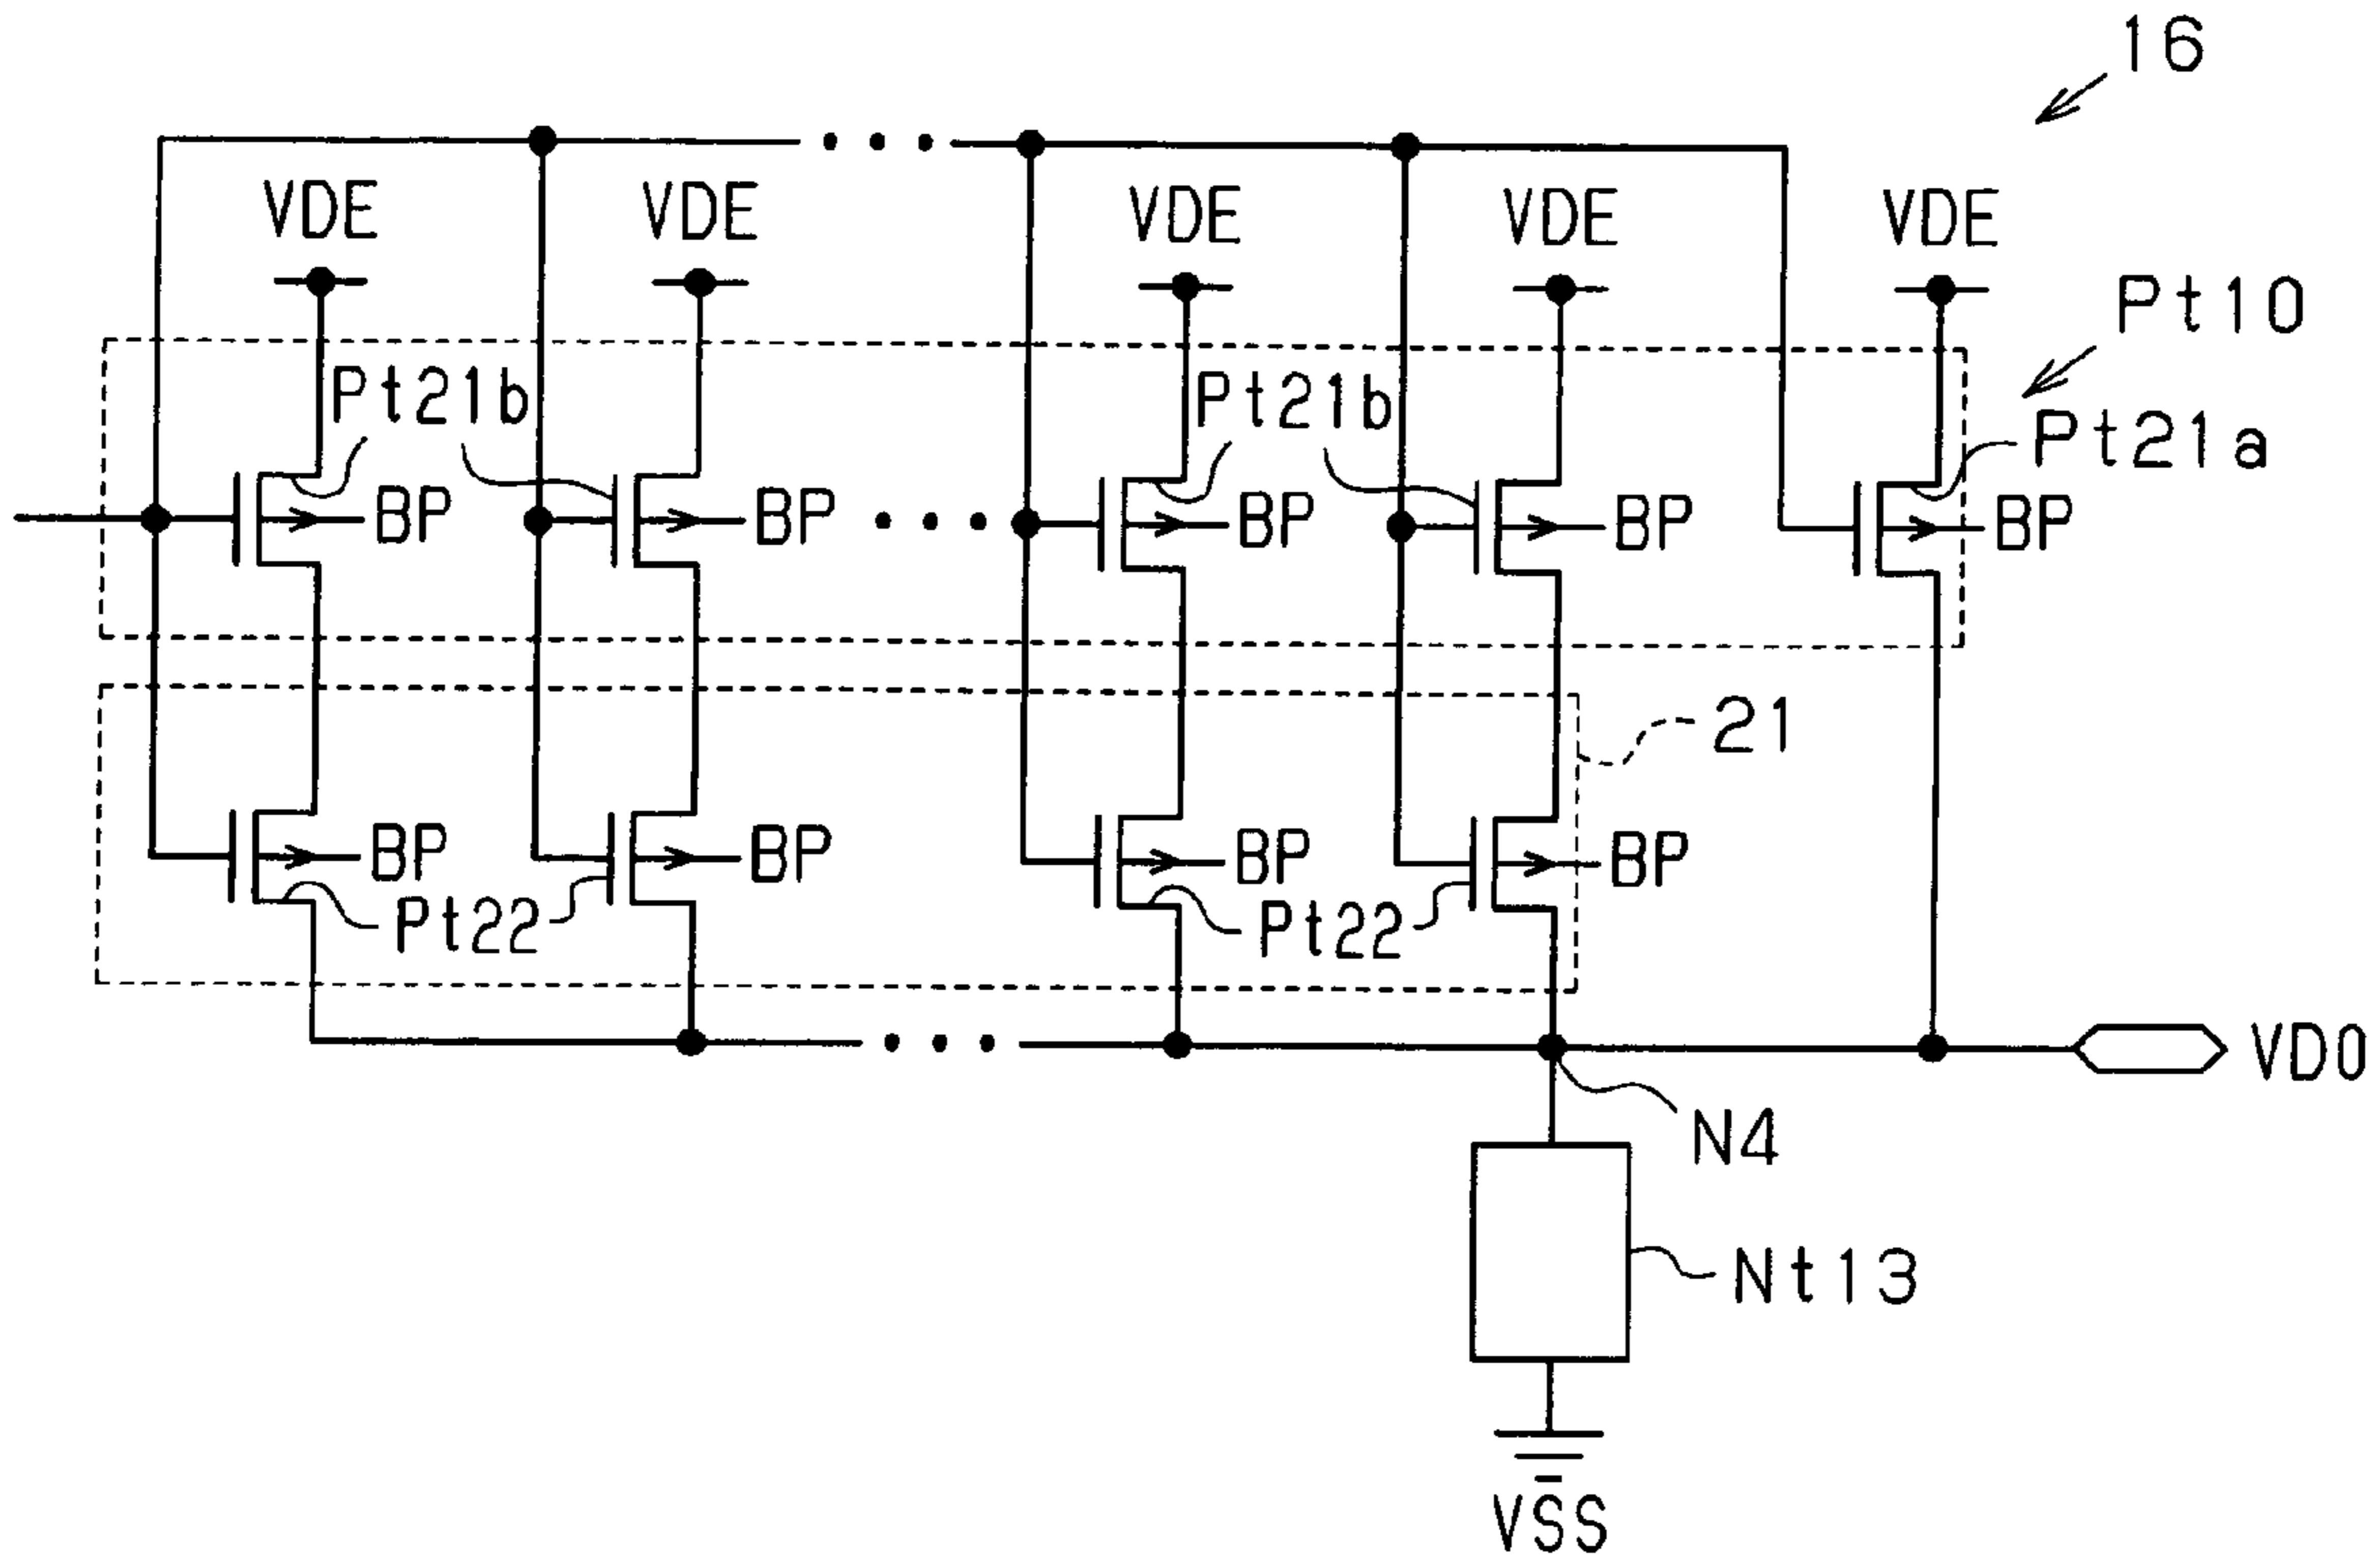 16
VDE VDE VDE VDE VDE
Pt10
Pt21b Pt21b Pt21a
BP BP BP BP BP
21
BP BP BP BP
Pt22 Pt22
VDO
N4
Nt13
VSS